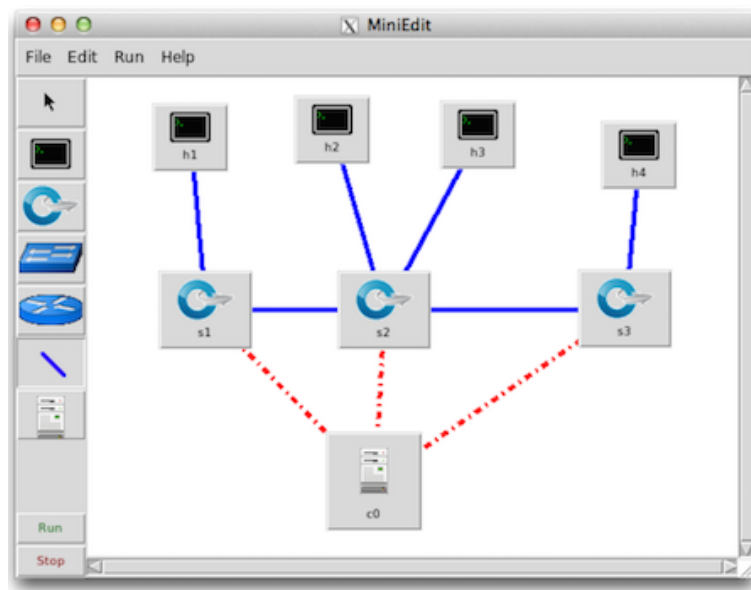 MiniEdit
File Edit Run Help
h1
h2
h3
h4
s1
s2
s3
c0
Run
Stop